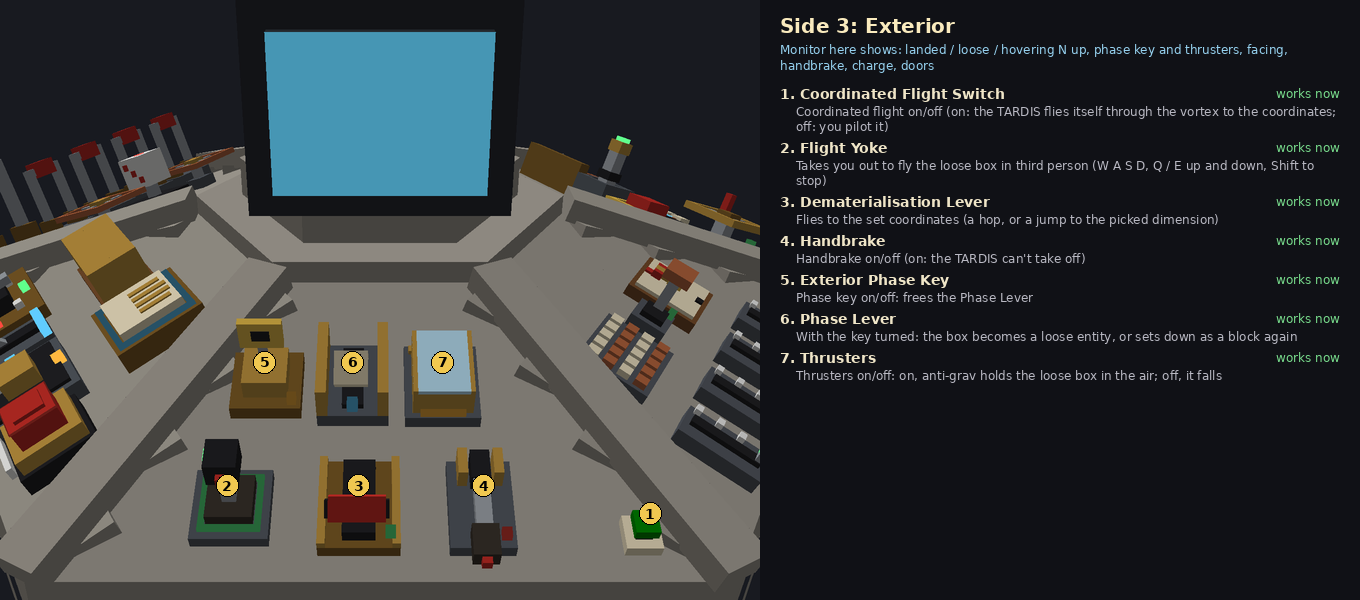 Side 3: Exterior
Monitor here shows: landed / loose / hovering N up, phase key and thrusters, facing,
handbrake, charge, doors
1. Coordinated Flight Switch works now
Coordinated flight on/off (on: the TARDIS flies itself through the vortex to the coordinates;
off: you pilot it)
2. Flight Yoke works now
Takes you out to fly the loose box in third person (W A S D, Q / E up and down, Shift to
stop)
3. Dematerialisation Lever works now
Flies to the set coordinates (a hop, or a jump to the picked dimension)
4. Handbrake works now
Handbrake on/off (on: the TARDIS can't take off)
5. Exterior Phase Key works now
Phase key on/off: frees the Phase Lever
6. Phase Lever works now
With the key turned: the box becomes a loose entity, or sets down as a block again
7. Thrusters works now
Thrusters on/off: on, anti-grav holds the loose box in the air; off, it falls
5
6
7
2
3
4
1